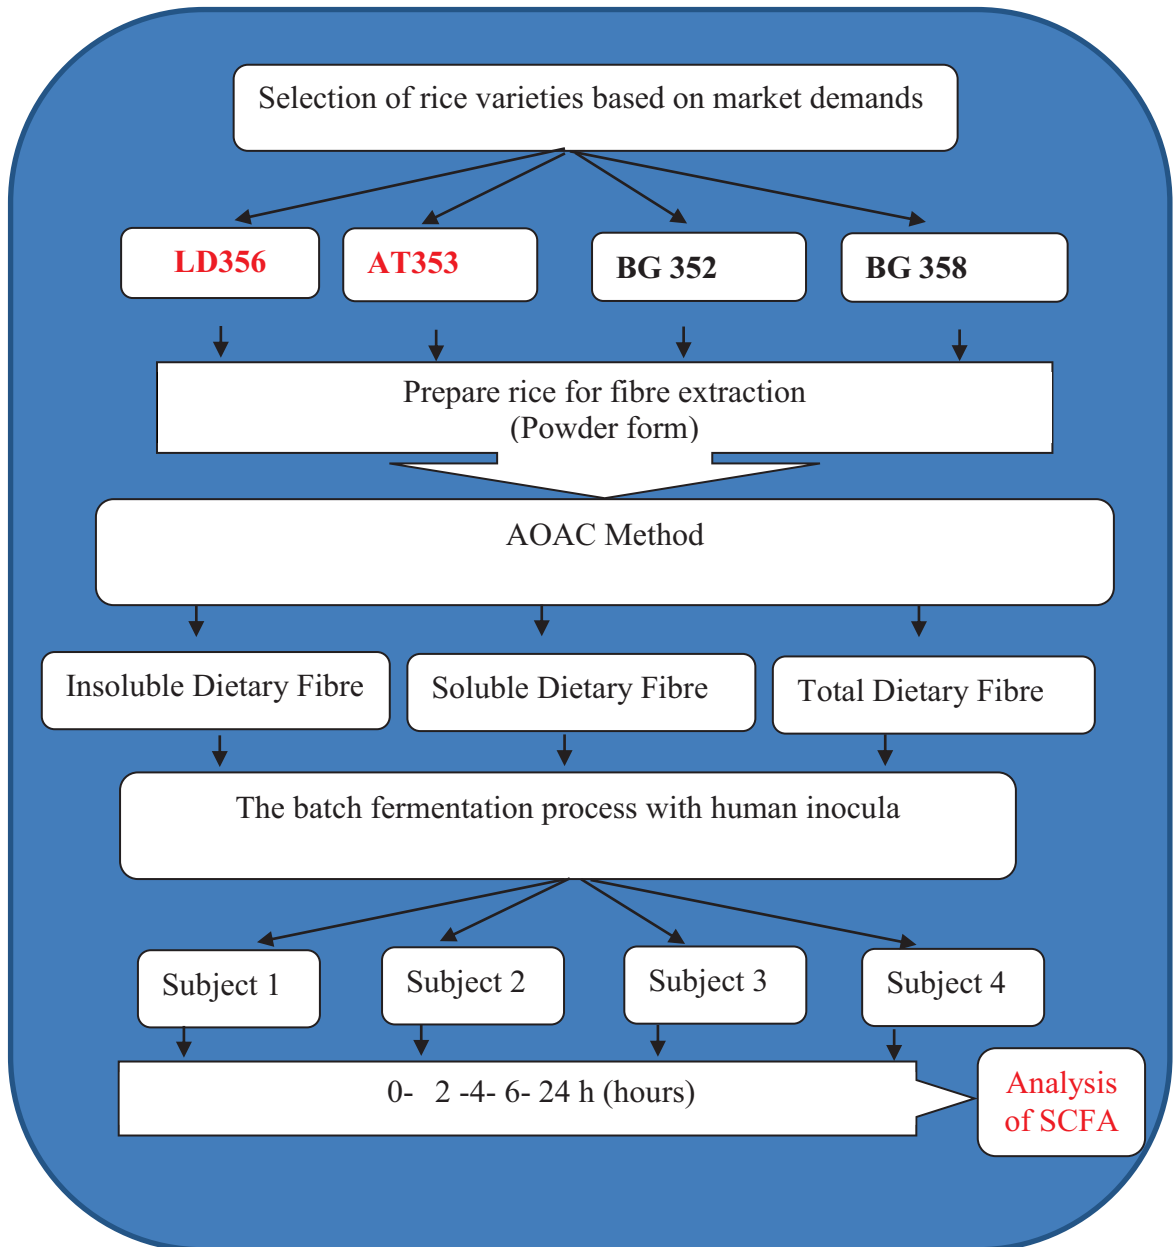 Selection of rice varieties based on market demands
LD356
AT353
BG 352
BG 358
Prepare rice for fibre extraction
(Powder form)
AOAC Method
Insoluble Dietary Fibre
Soluble Dietary Fibre
Total Dietary Fibre
The batch fermentation process with human inocula
Subject 1
Subject 2
Subject 3
Subject 4
0- 2 -4- 6- 24 h (hours)
Analysis
of SCFA